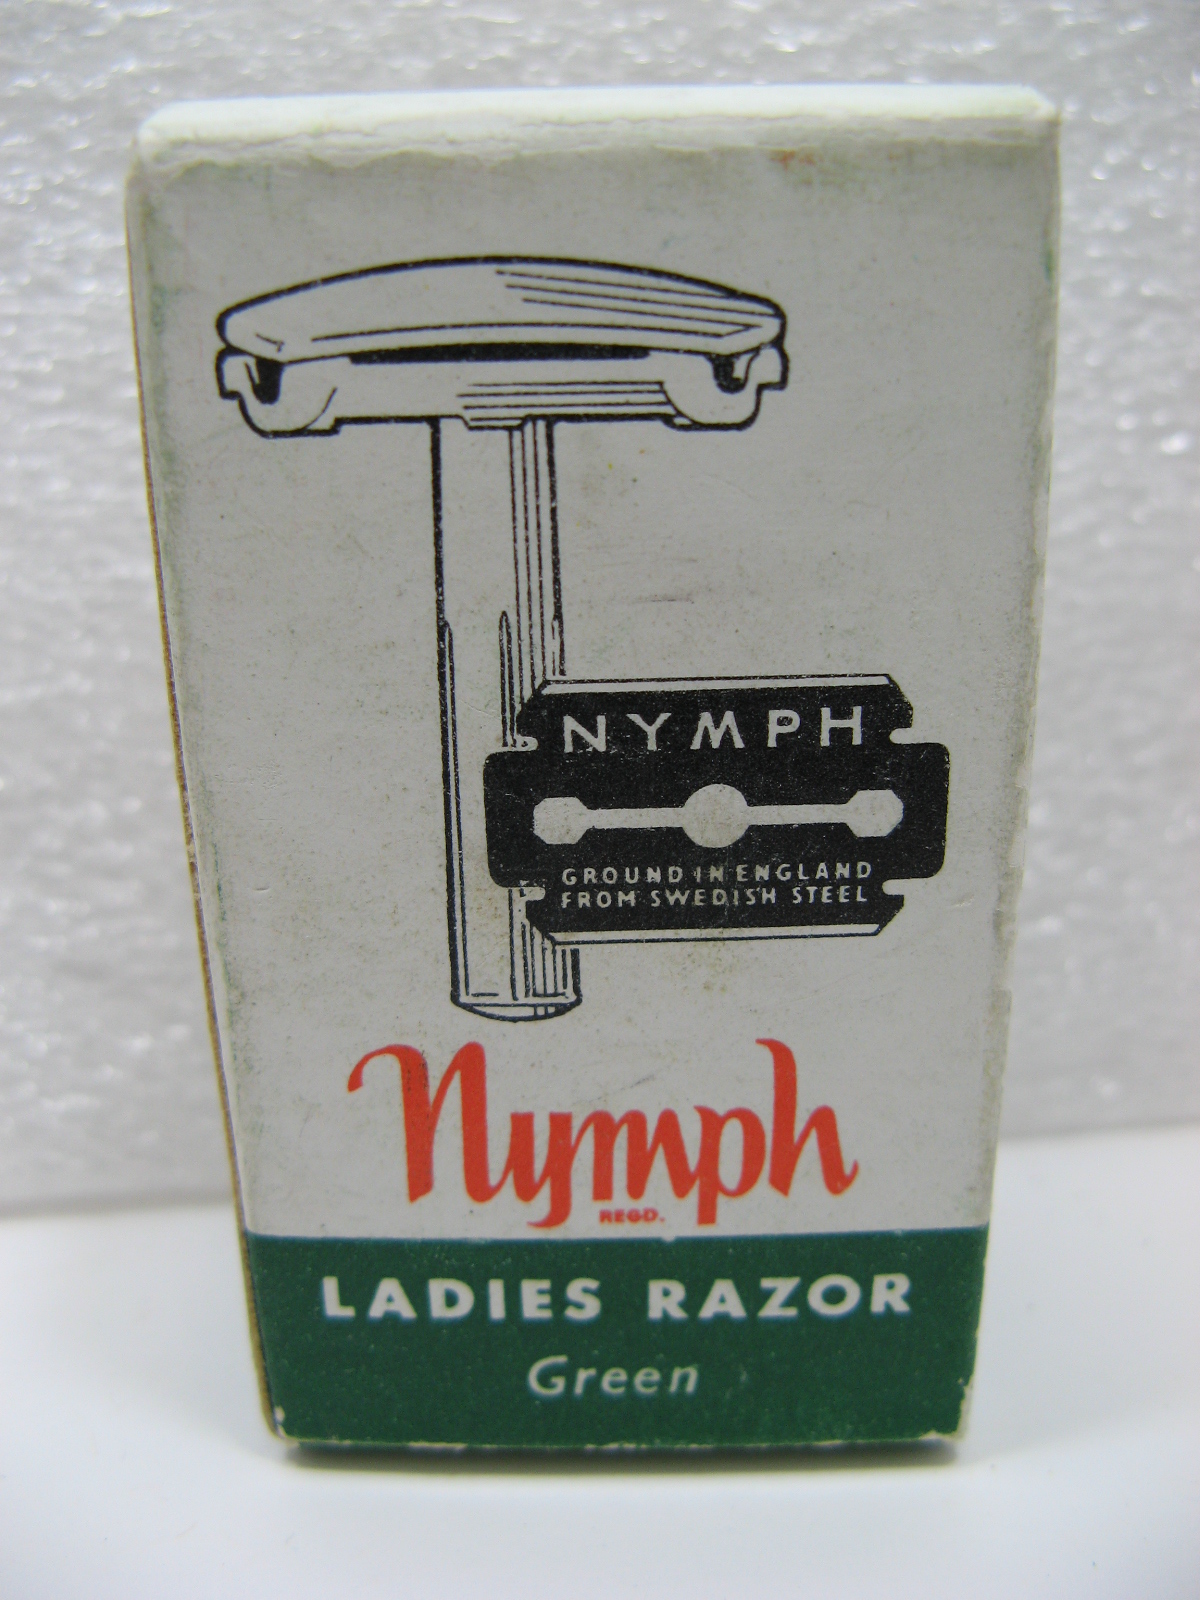 NYMPH
GROUND IN ENGLAND
FROM SWEDISH STEEL
Nymph
REGD.
LADIES RAZOR
Green